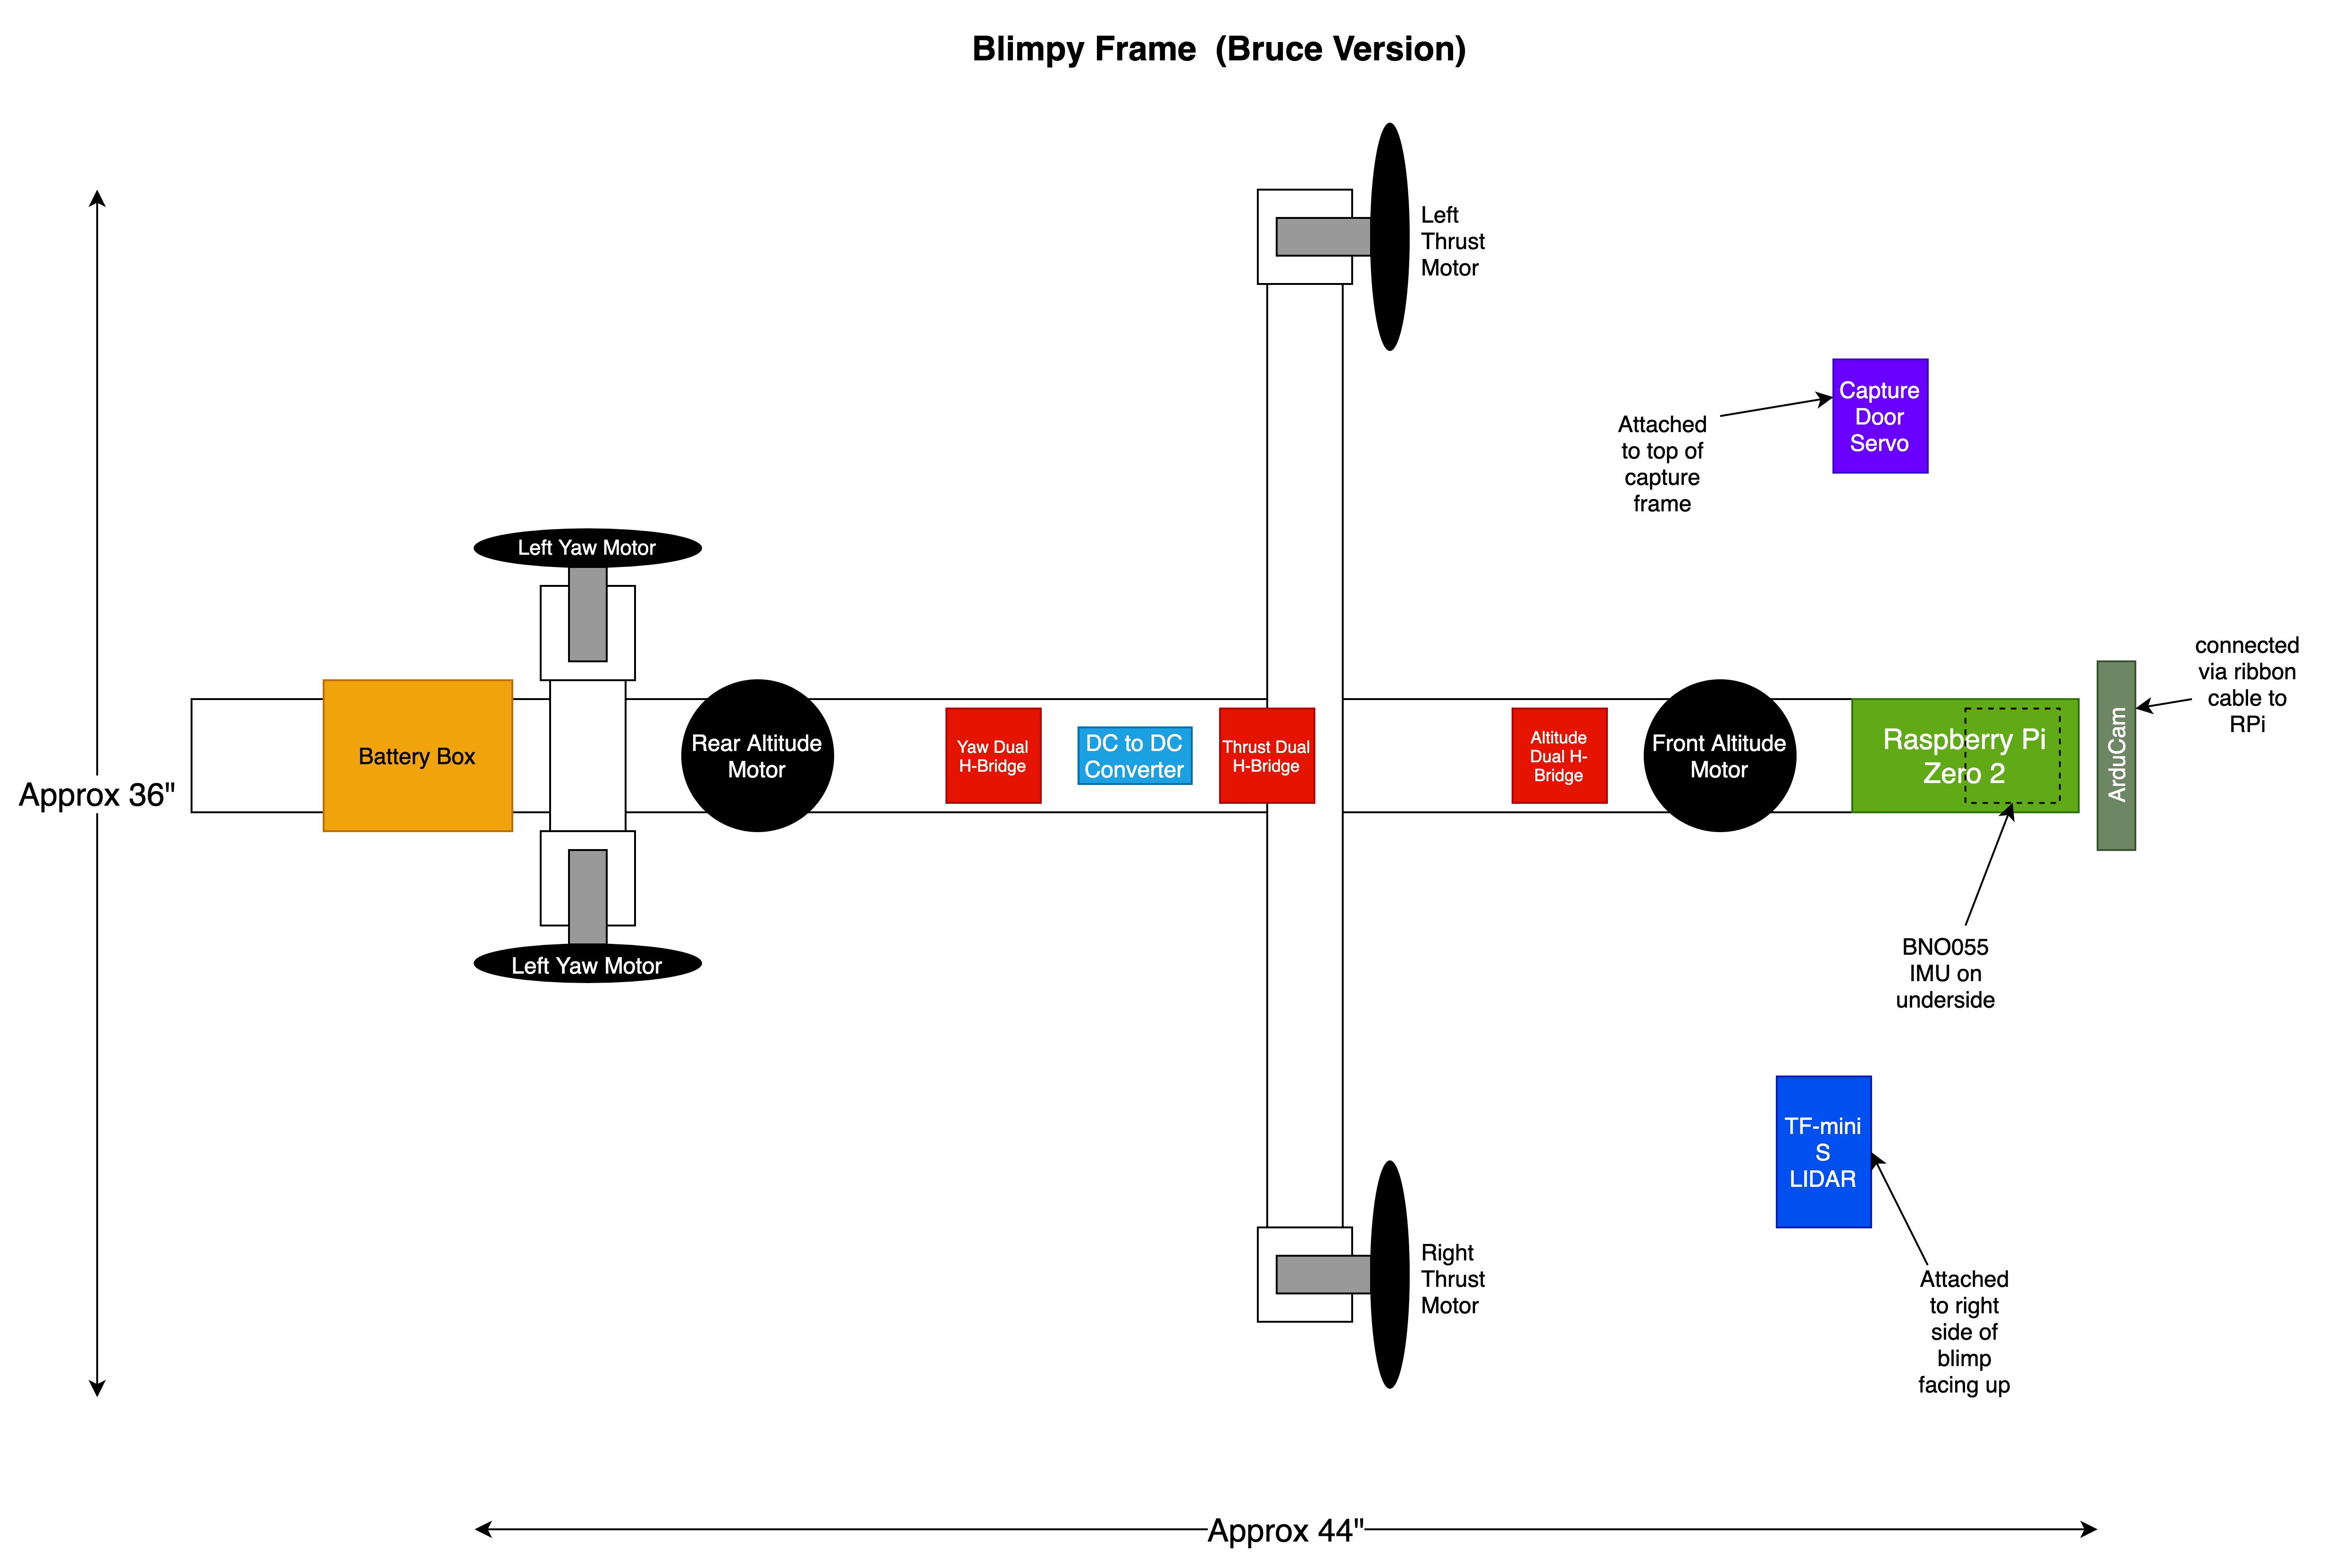 Blimpy Frame  (Bruce Version)
Left
Thrust
Motor
Capture
Door
Servo
Attached
to top of
capture
frame
Left Yaw Motor
connected
via ribbon
cable to
RPi
Approx 36"
Battery Box
Rear Altitude
Motor
Yaw Dual
H-Bridge
DC to DC
Converter
Thrust Dual
H-Bridge
Altitude
Dual H-
Bridge
Front Altitude
Motor
Raspberry Pi
Zero 2
ArduCam
Left Yaw Motor
BNO055
IMU on
underside
TF-mini
S
LIDAR
Right
Thrust
Motor
Attached
to right
side of
blimp
facing up
Approx 44"